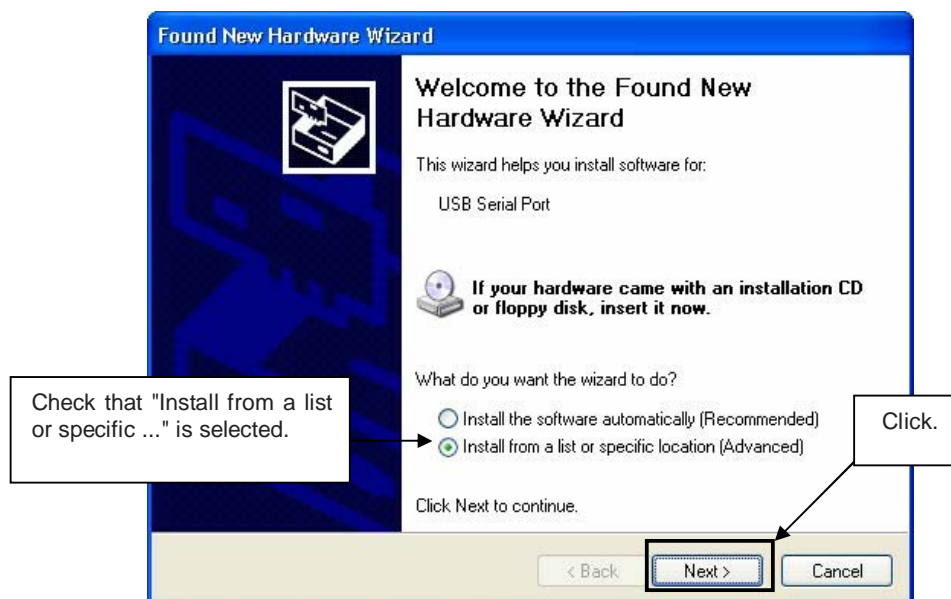 Found New Hardware Wizard
Welcome to the Found New
Hardware Wizard
This wizard helps you install software for:
USB Serial Port
If your hardware came with an installation CD
or floppy disk, insert it now.
What do you want the wizard to do?
Check that "Install from a list
or specific ..." is selected.
Install the software automatically (Recommended)
Install from a list or specific location (Advanced)
Click.
Click Next to continue.
< Back
Next >
Cancel